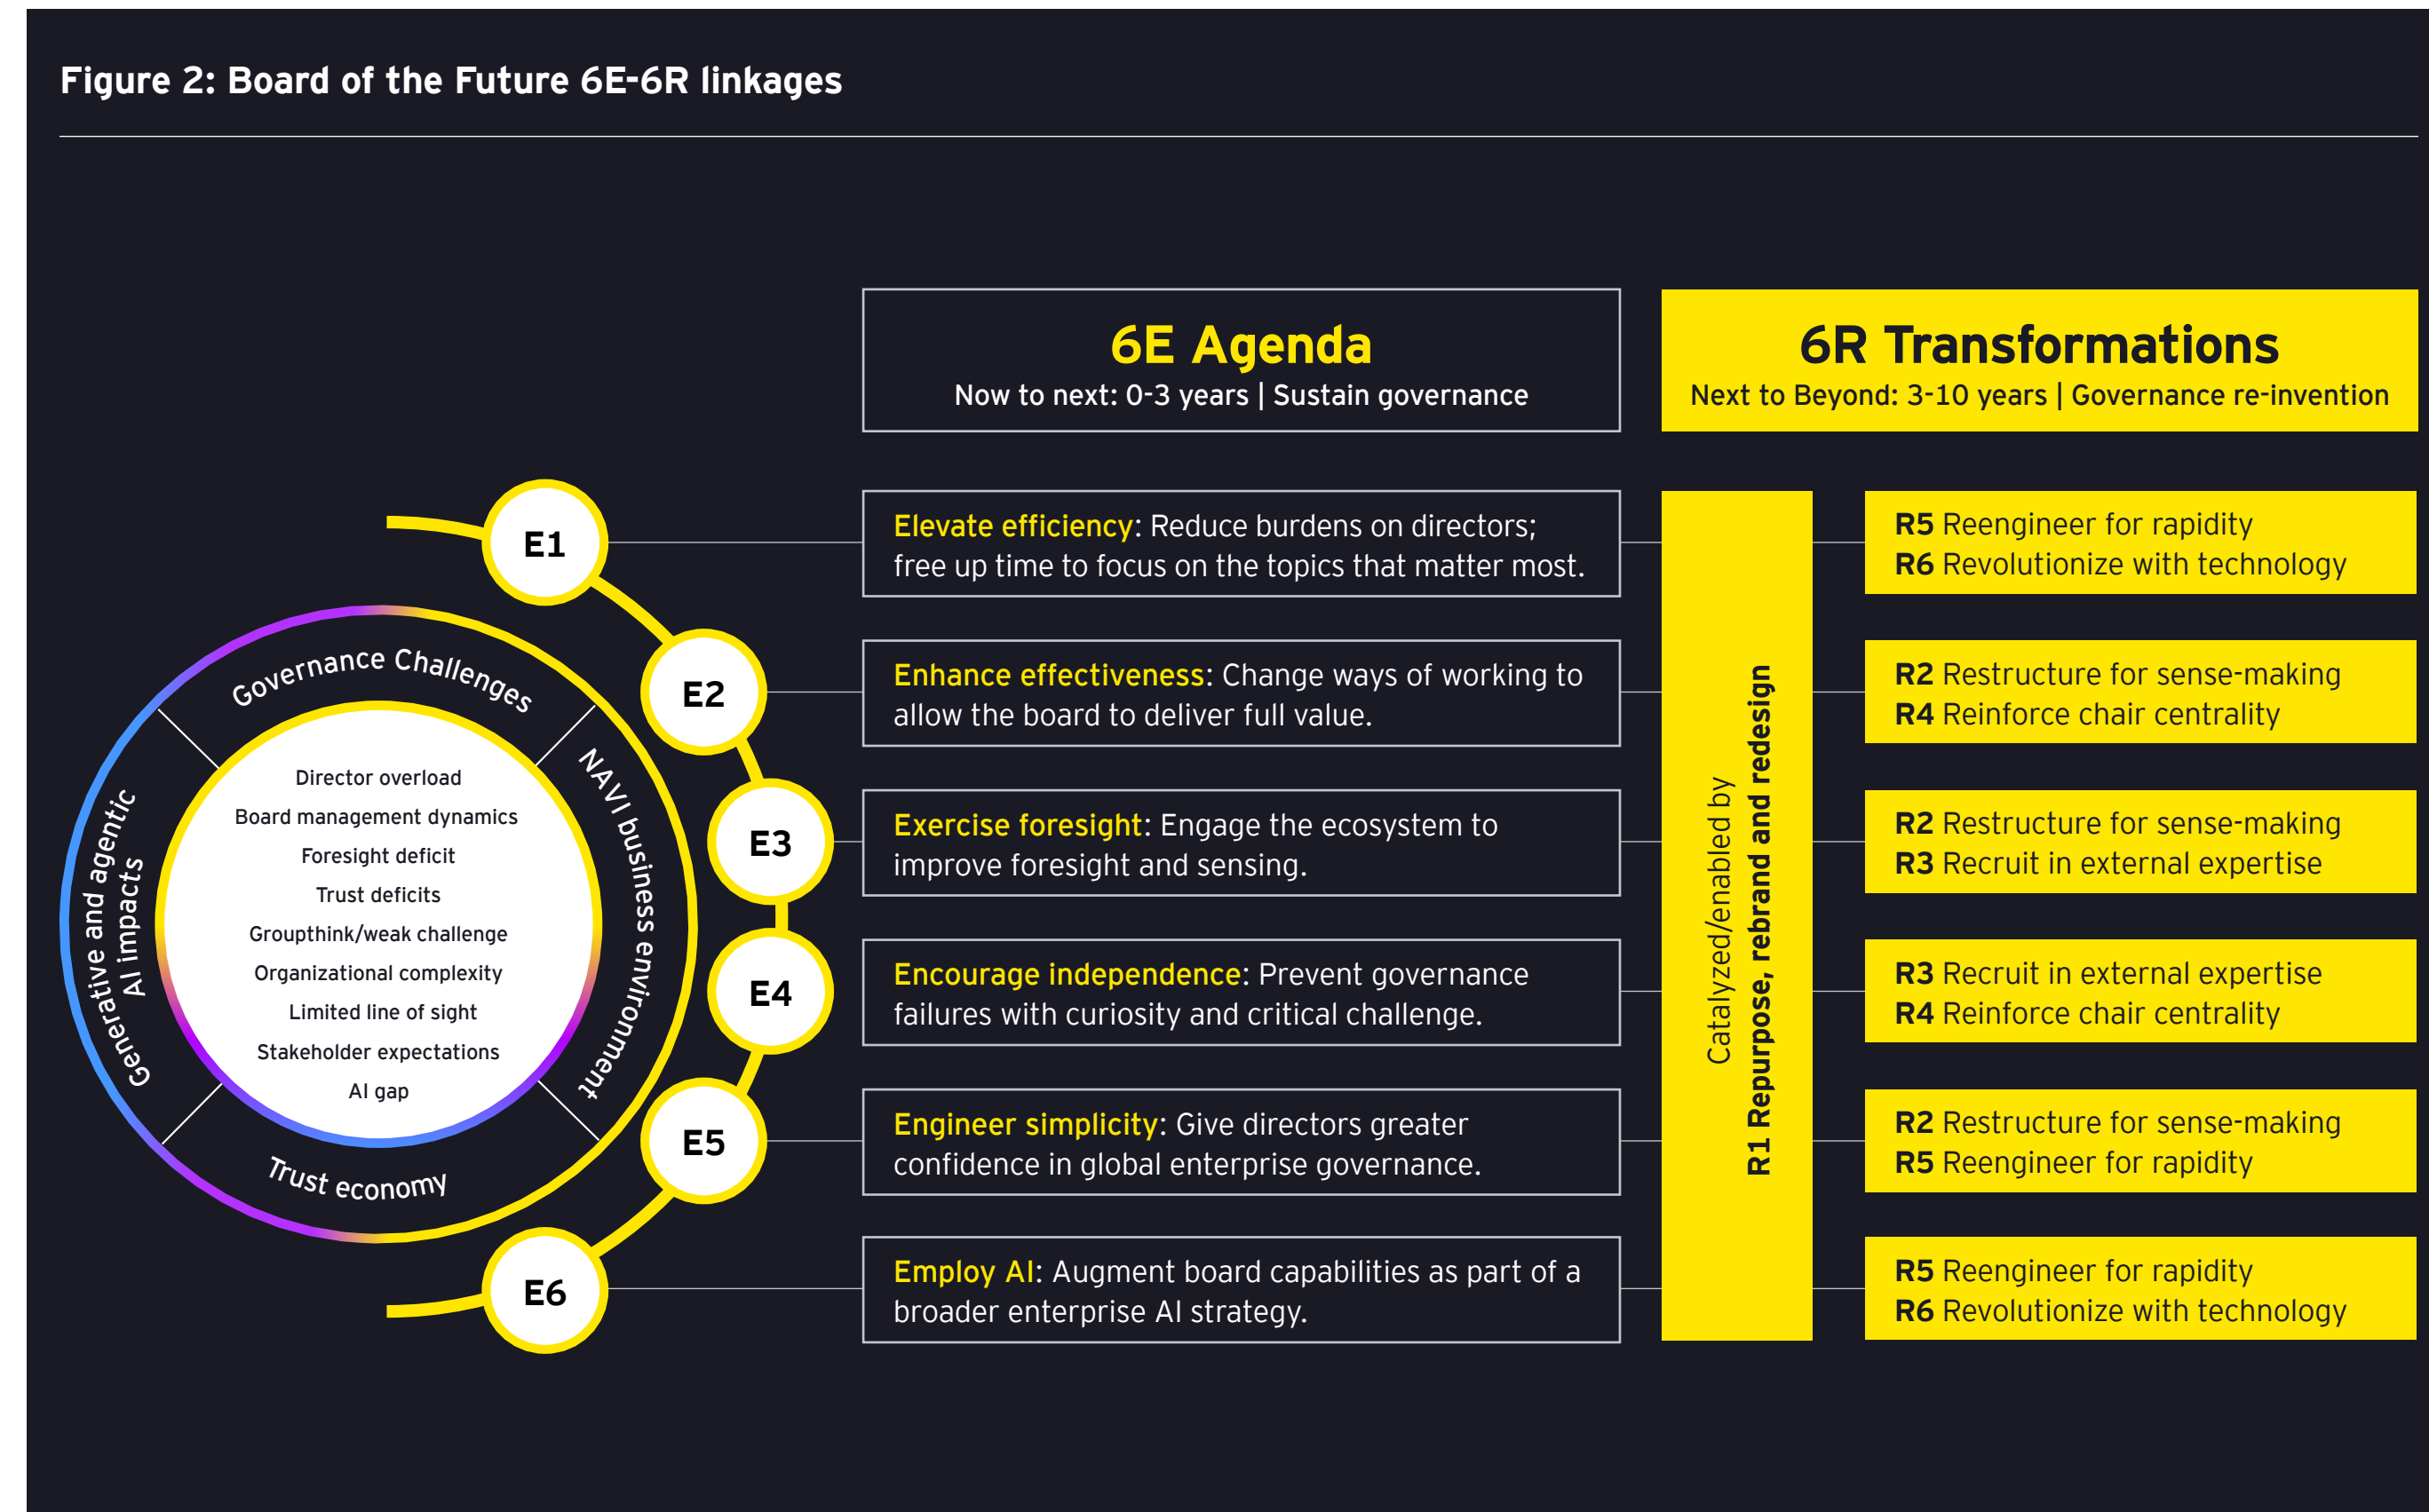 Figure 2: Board of the Future 6E-6R linkages
6E Agenda
Now to next: 0-3 years | Sustain governance
6R Transformations
Next to Beyond: 3-10 years | Governance re-invention
Governance Challenges
NAVI business environment
Trust economy
Generative and agentic
AI impacts
Director overload
Board management dynamics
Foresight deficit
Trust deficits
Groupthink/weak challenge
Organizational complexity
Limited line of sight
Stakeholder expectations
AI gap
E1
Elevate efficiency: Reduce burdens on directors;
free up time to focus on the topics that matter most.
E2
Enhance effectiveness: Change ways of working to
allow the board to deliver full value.
E3
Exercise foresight: Engage the ecosystem to
improve foresight and sensing.
E4
Encourage independence: Prevent governance
failures with curiosity and critical challenge.
E5
Engineer simplicity: Give directors greater
confidence in global enterprise governance.
E6
Employ AI: Augment board capabilities as part of a
broader enterprise AI strategy.
Catalyzed/enabled by
R1 Repurpose, rebrand and redesign
R5 Reengineer for rapidity
R6 Revolutionize with technology
R2 Restructure for sense-making
R4 Reinforce chair centrality
R2 Restructure for sense-making
R3 Recruit in external expertise
R3 Recruit in external expertise
R4 Reinforce chair centrality
R2 Restructure for sense-making
R5 Reengineer for rapidity
R5 Reengineer for rapidity
R6 Revolutionize with technology